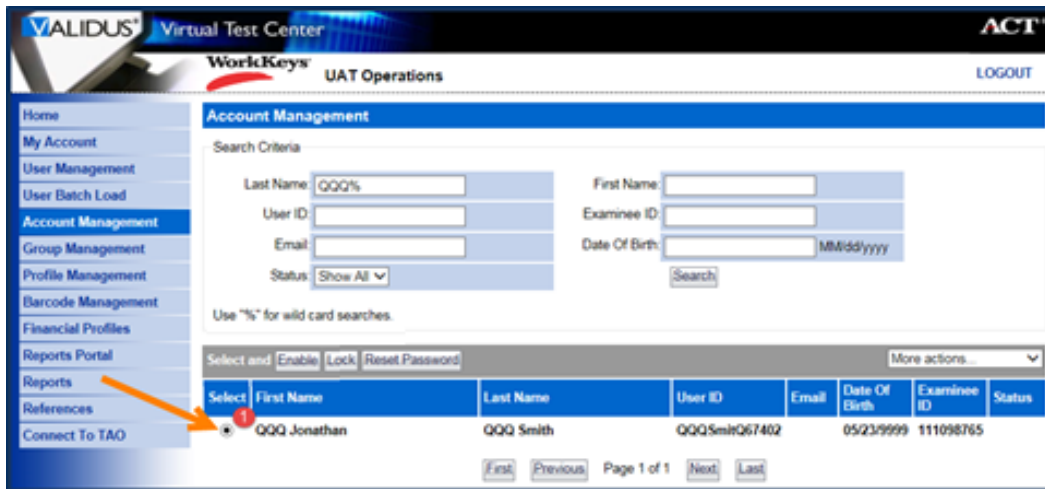 VALIDUS® Virtual Test Center ACT®
WorkKeys® UAT Operations LOGOUT
Home
My Account
User Management
User Batch Load
Account Management
Group Management
Profile Management
Barcode Management
Financial Profiles
Reports Portal
Reports
References
Connect To TAO
Account Management
Search Criteria
Last Name: QQQ% First Name:
User ID: Examinee ID:
Email: Date Of Birth: MM/dd/yyyy
Status: Show All Search
Use "%" for wild card searches.
Select and Enable Lock Reset Password More actions...
Select First Name Last Name User ID Email Date Of Birth Examinee ID Status
1
QQQ Jonathan QQQ Smith QQQSmitQ67402 05/23/9999 111098765
First Previous Page 1 of 1 Next Last